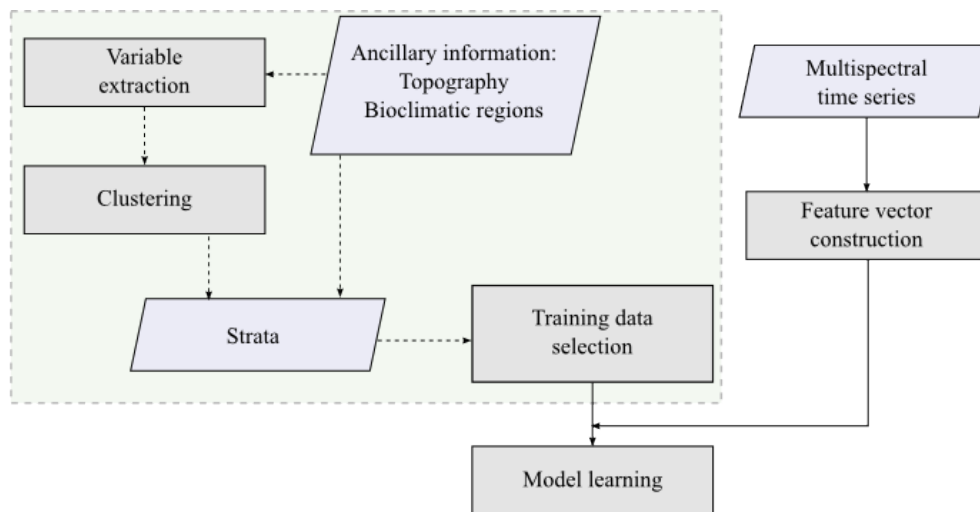 Variable
extraction
Ancillary information:
Topography
Bioclimatic regions
Multispectral
time series
Clustering
Feature vector
construction
Strata
Training data
selection
Model learning